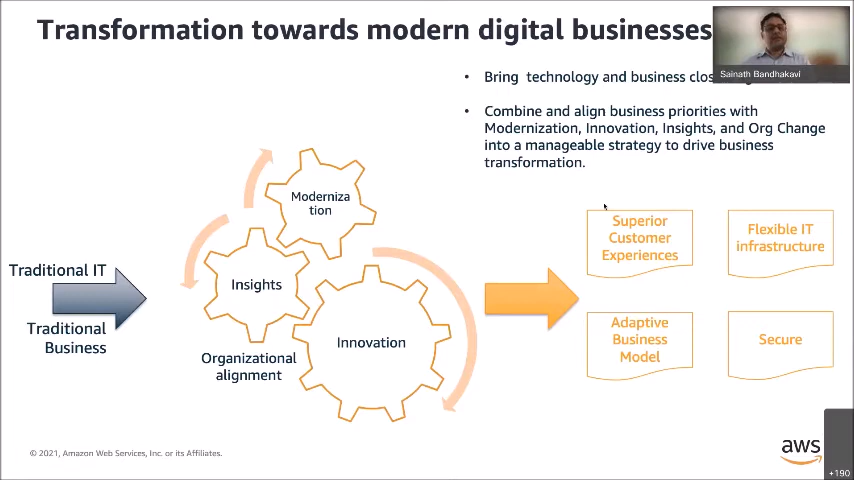 Transformation towards modern digital businesses
Sainath Bandhakavi
• Bring technology and business clos
• Combine and align business priorities with
Modernization, Innovation, Insights, and Org Change
into a manageable strategy to drive business
transformation.
Moderniza
tion
Insights
Innovation
Organizational
alignment
Traditional IT
Traditional
Business
Superior
Customer
Experiences
Flexible IT
infrastructure
Adaptive
Business
Model
Secure
© 2021, Amazon Web Services, Inc. or its Affiliates.
aws
+190